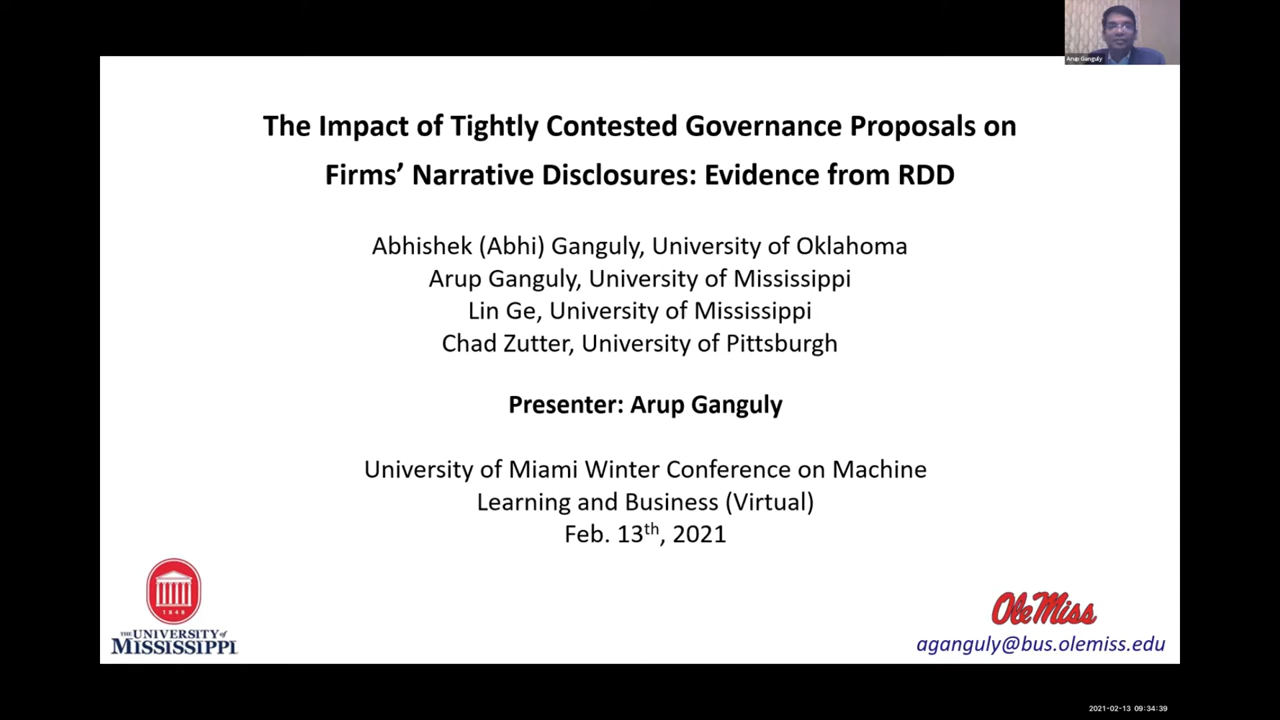 Arup Ganguly
The Impact of Tightly Contested Governance Proposals on
Firms’ Narrative Disclosures: Evidence from RDD
Abhishek (Abhi) Ganguly, University of Oklahoma
Arup Ganguly, University of Mississippi
Lin Ge, University of Mississippi
Chad Zutter, University of Pittsburgh
Presenter: Arup Ganguly
University of Miami Winter Conference on Machine
Learning and Business (Virtual)
Feb. 13th, 2021
1848
THE UNIVERSITY of
MISSISSIPPI
Ole Miss
aganguly@bus.olemiss.edu
2021-02-13 09:34:39